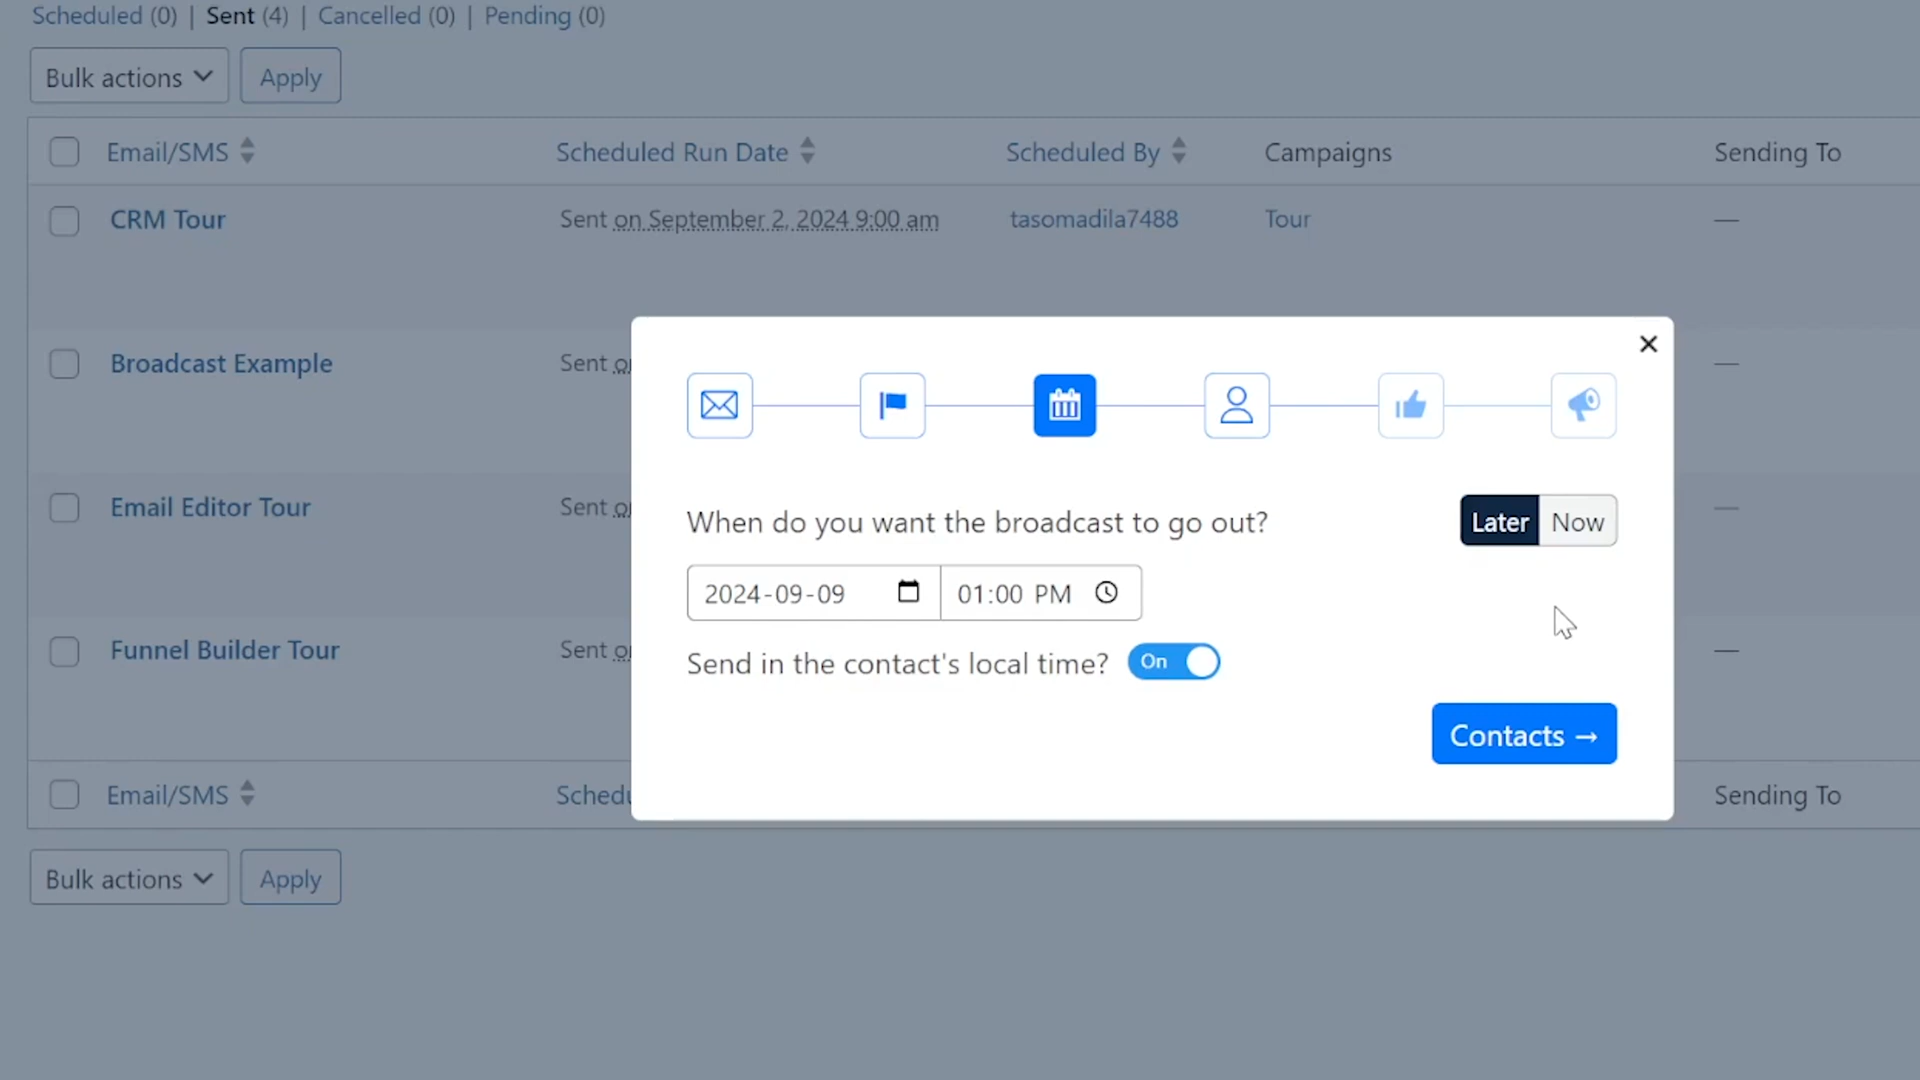 Scheduled (0) | Sent (4) | Cancelled (0) | Pending (0)
Bulk actions Apply
Email/SMS Scheduled Run Date Scheduled By Campaigns Sending To
CRM Tour Sent on September 2, 2024 9:00 am tasomadila7488 Tour —
Broadcast Example Sent —
Email Editor Tour Sent —
Funnel Builder Tour Sent —
When do you want the broadcast to go out? Later Now
2024-09-09 01:00 PM
Send in the contact's local time? On
Contacts →
Email/SMS Sending To
Bulk actions Apply